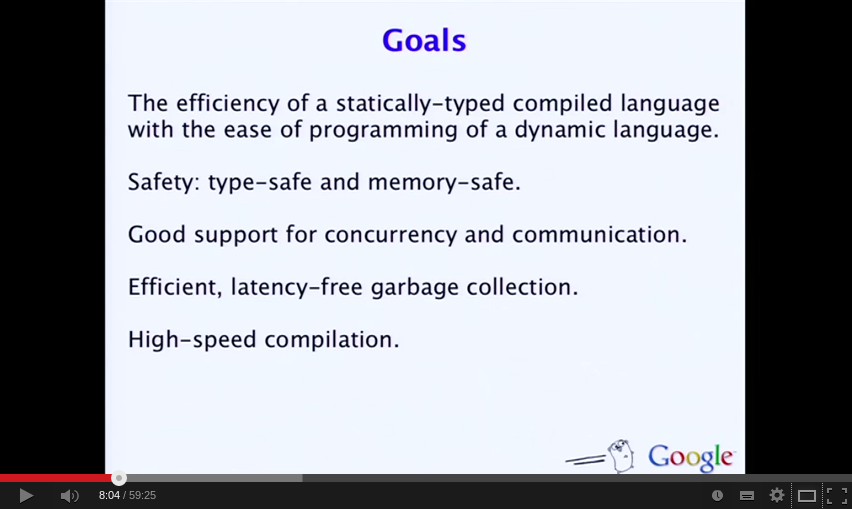 Goals
The efficiency of a statically-typed compiled language
with the ease of programming of a dynamic language.
Safety: type-safe and memory-safe.
Good support for concurrency and communication.
Efficient, latency-free garbage collection.
High-speed compilation.
Google
8:04 / 59:25